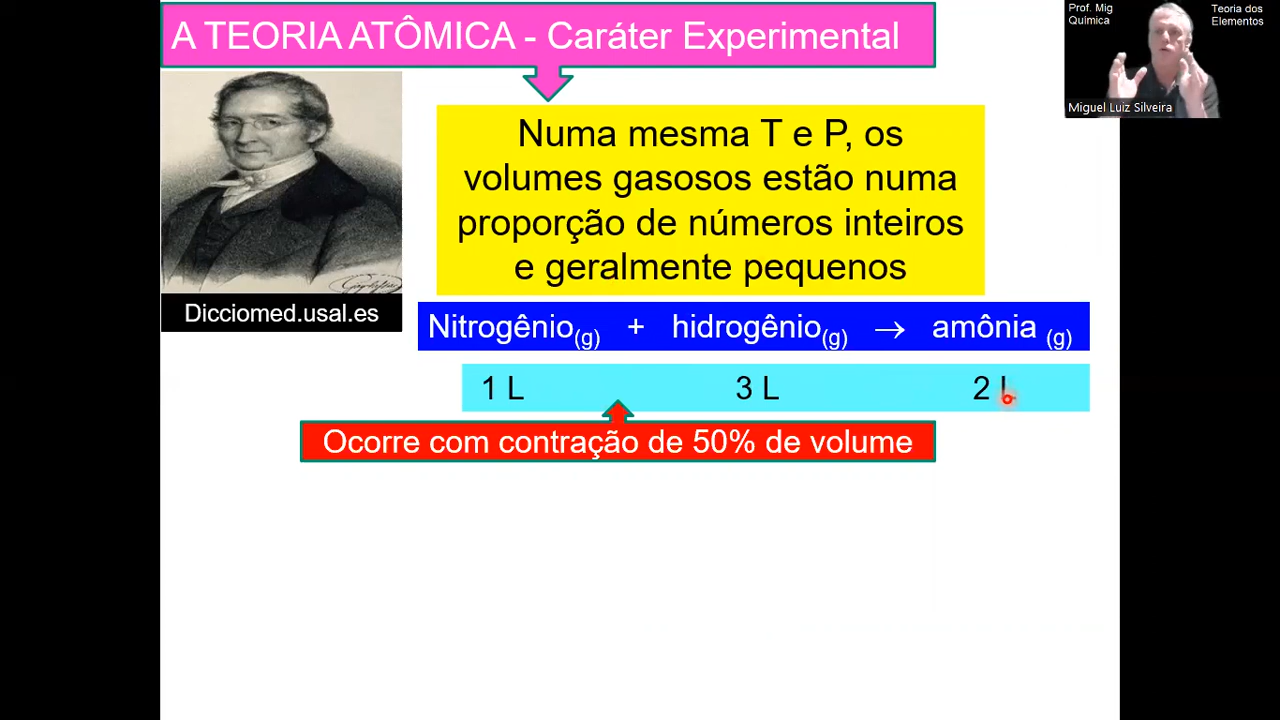 A TEORIA ATÔMICA - Caráter Experimental
Prof. Mig
Química
Teoria dos
Elementos
Miguel Luiz Silveira
Numa mesma T e P, os
volumes gasosos estão numa
proporção de números inteiros
e geralmente pequenos
Dicciomed.usal.es
Nitrogênio(g) + hidrogênio(g) → amônia (g)
1 L 3 L 2 L
Ocorre com contração de 50% de volume